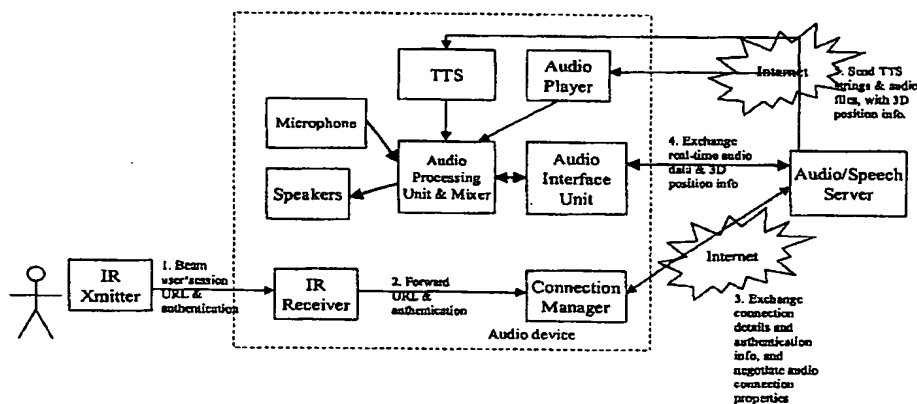 TTS
Audio
Player
Internet
5. Send TTS
strings & audio
files, with 3D
position info.
Microphone
Audio
Processing
Unit & Mixer
Audio
Interface
Unit
4. Exchange
real-time audio
data & 3D
position info
Audio/Speech
Server
Speakers
Internet
IR
Xmitter
1. Beam
user'session
URL &
authentication
IR
Receiver
2. Forward
URL &
authentication
Connection
Manager
Audio device
3. Exchange
connection
details and
authentication
info, and
negotiate audio
connection
properties